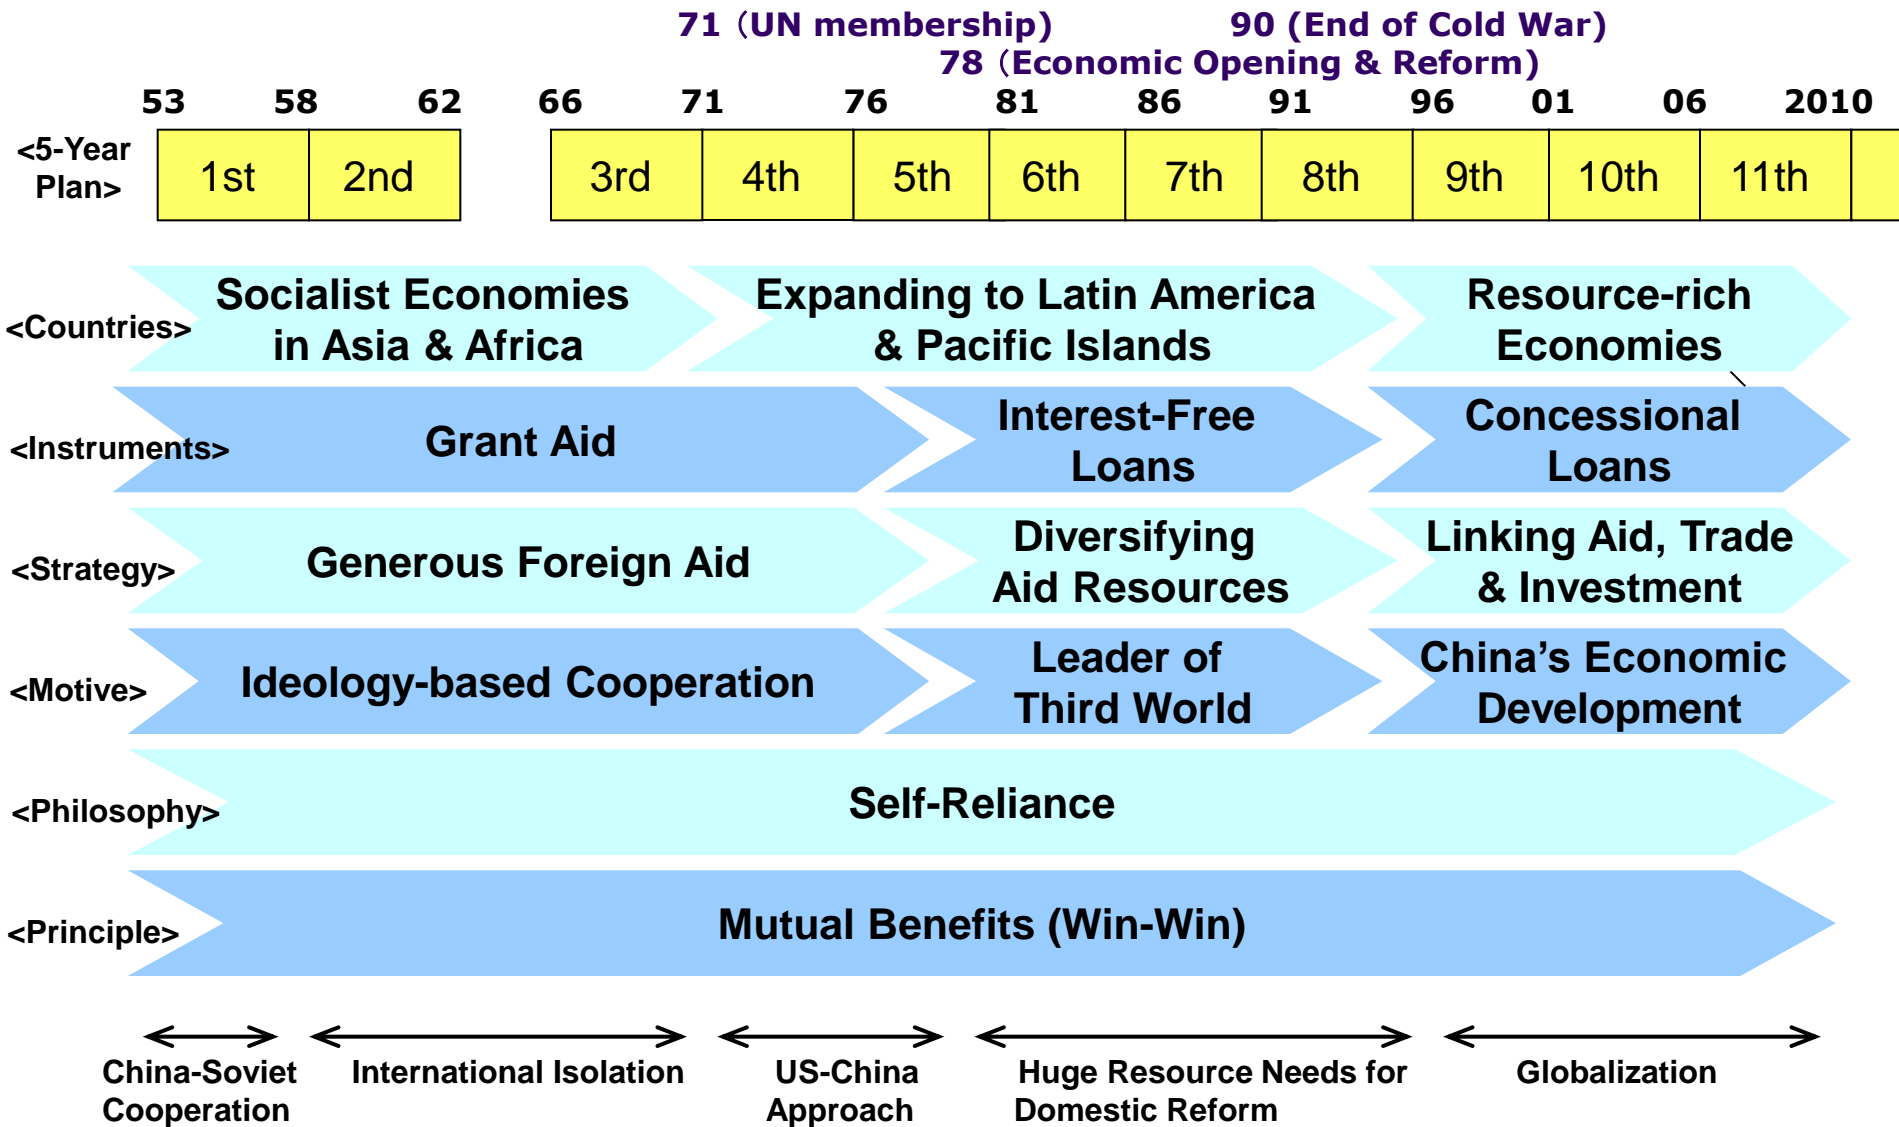 71（UN membership)
90 (End of Cold War)
78（Economic Opening & Reform)
53 58 62 66 71 76 81 86 91 96 01 06 2010
<5-Year
Plan>
1st 2nd 3rd 4th 5th 6th 7th 8th 9th 10th 11th
<Countries>
Socialist Economies
in Asia & Africa
Expanding to Latin America
& Pacific Islands
Resource-rich
Economies
<Instruments>
Grant Aid
Interest-Free
Loans
Concessional
Loans
<Strategy>
Generous Foreign Aid
Diversifying
Aid Resources
Linking Aid, Trade
& Investment
<Motive>
Ideology-based Cooperation
Leader of
Third World
China’s Economic
Development
<Philosophy>
Self-Reliance
<Principle>
Mutual Benefits (Win-Win)
China-Soviet
Cooperation
International Isolation
US-China
Approach
Huge Resource Needs for
Domestic Reform
Globalization